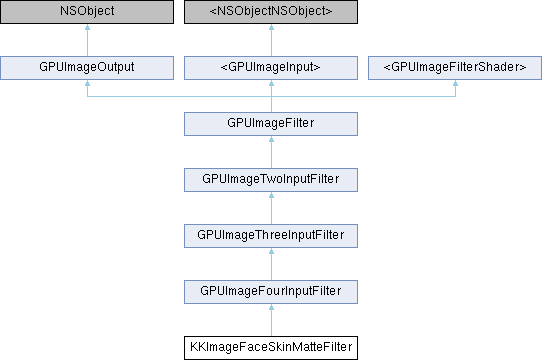 NSObject
<NSObjectNSObject>
GPUImageOutput
<GPUImageInput>
<GPUImageFilterShader>
GPUImageFilter
GPUImageTwoInputFilter
GPUImageThreeInputFilter
GPUImageFourInputFilter
KKImageFaceSkinMatteFilter